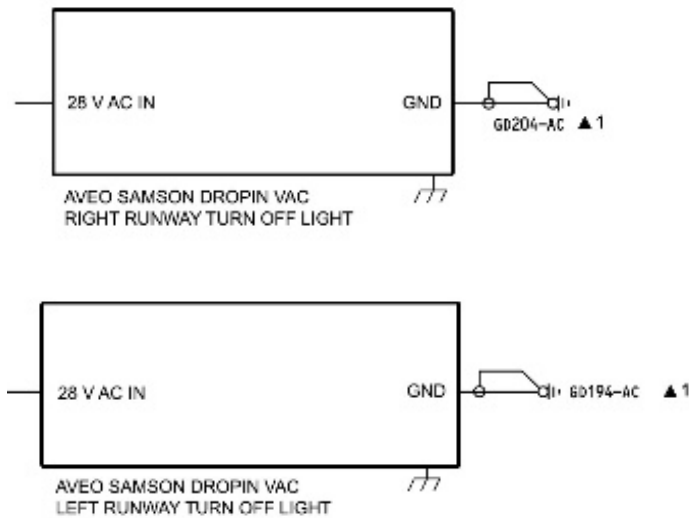 28 V AC IN GND
GD204-AC ▲ 1
AVEO SAMSON DROPIN VAC
RIGHT RUNWAY TURN OFF LIGHT
28 V AC IN GND GD194-AC ▲ 1
AVEO SAMSON DROPIN VAC
LEFT RUNWAY TURN OFF LIGHT